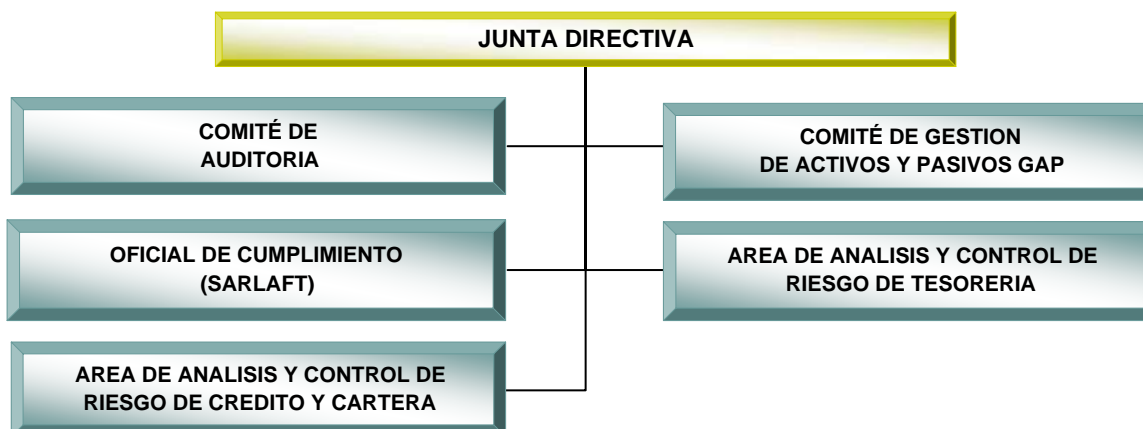 JUNTA DIRECTIVA
COMITÉ DE
AUDITORIA
COMITÉ DE GESTION
DE ACTIVOS Y PASIVOS GAP
OFICIAL DE CUMPLIMIENTO
(SARLAFT)
AREA DE ANALISIS Y CONTROL DE
RIESGO DE TESORERIA
AREA DE ANALISIS Y CONTROL DE
RIESGO DE CREDITO Y CARTERA